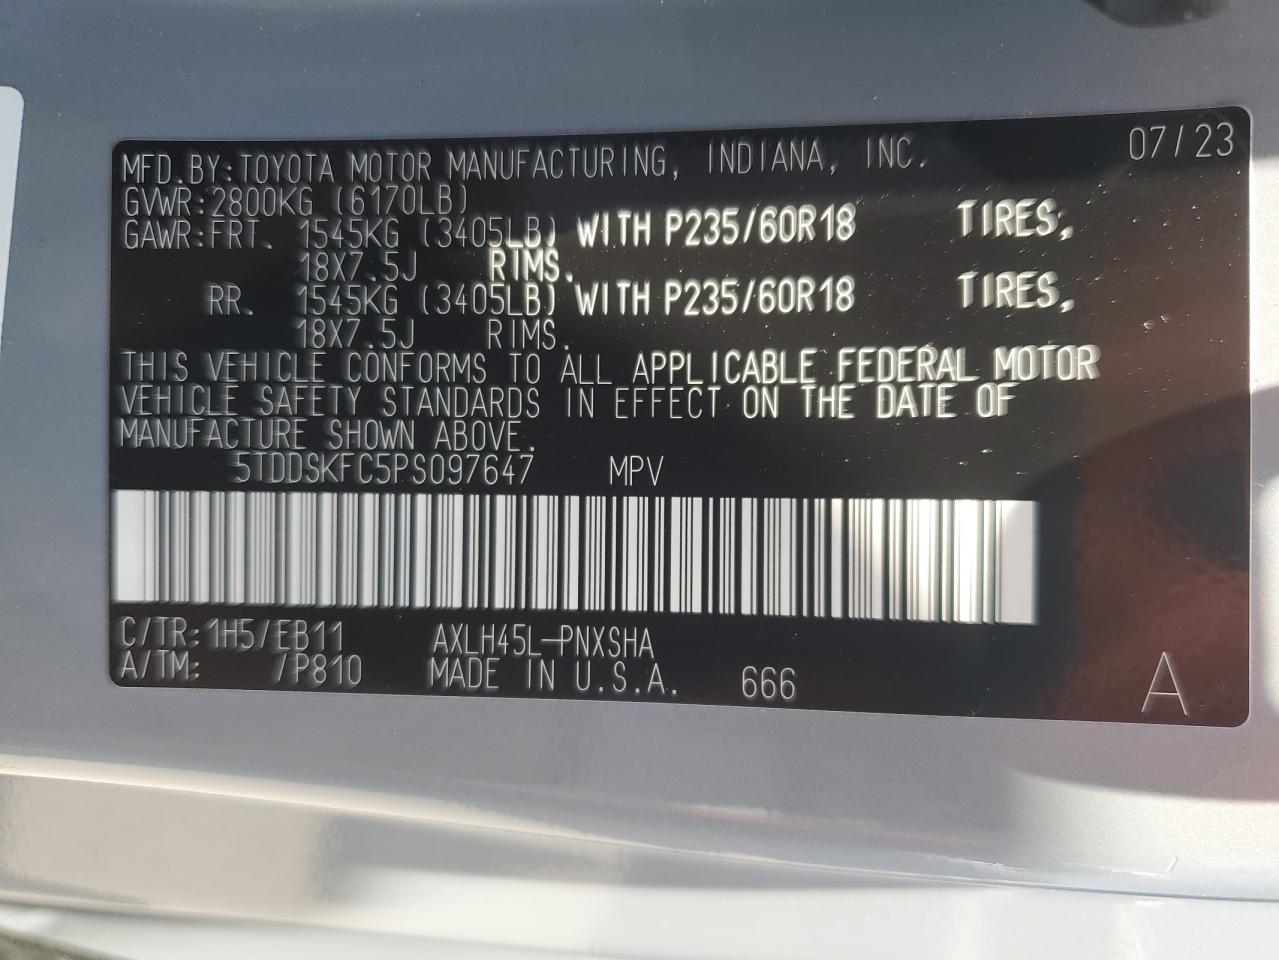 MFD.BY:TOYOTA MOTOR MANUFACTURING, INDIANA, INC. 07/23
GVWR:2800KG (6170LB)
GAWR:FRT. 1545KG (3405LB) WITH P235/60R18 TIRES,
18X7.5J RIMS.
RR. 1545KG (3405LB) WITH P235/60R18 TIRES,
18X7.5J RIMS.
THIS VEHICLE CONFORMS TO ALL APPLICABLE FEDERAL MOTOR
VEHICLE SAFETY STANDARDS IN EFFECT ON THE DATE OF
MANUFACTURE SHOWN ABOVE.
5TDDSKFC5PS097647 MPV
C/TR:1H5/EB11 AXLH45L-PNXSHA
A/TM: /P810 MADE IN U.S.A. 666 A